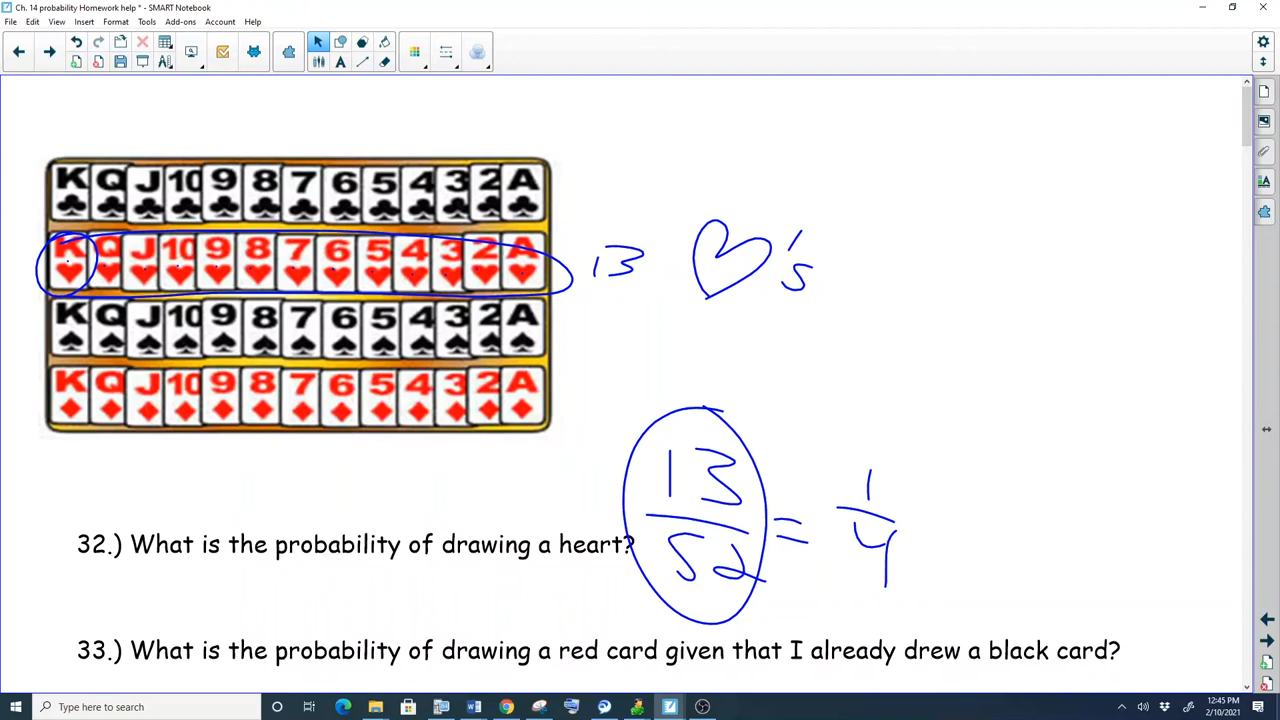 Ch. 14 probability Homework help * - SMART Notebook
File Edit View Insert Format Tools Add-ons Account Help
K Q J 10 9 8 7 6 5 4 3 2 A
K Q J 10 9 8 7 6 5 4 3 2 A
13 ♡'s
K Q J 10 9 8 7 6 5 4 3 2 A
K Q J 10 9 8 7 6 5 4 3 2 A
13/52 = 1/4
32.) What is the probability of drawing a heart?
33.) What is the probability of drawing a red card given that I already drew a black card?
Type here to search
12:45 PM
2/10/2021